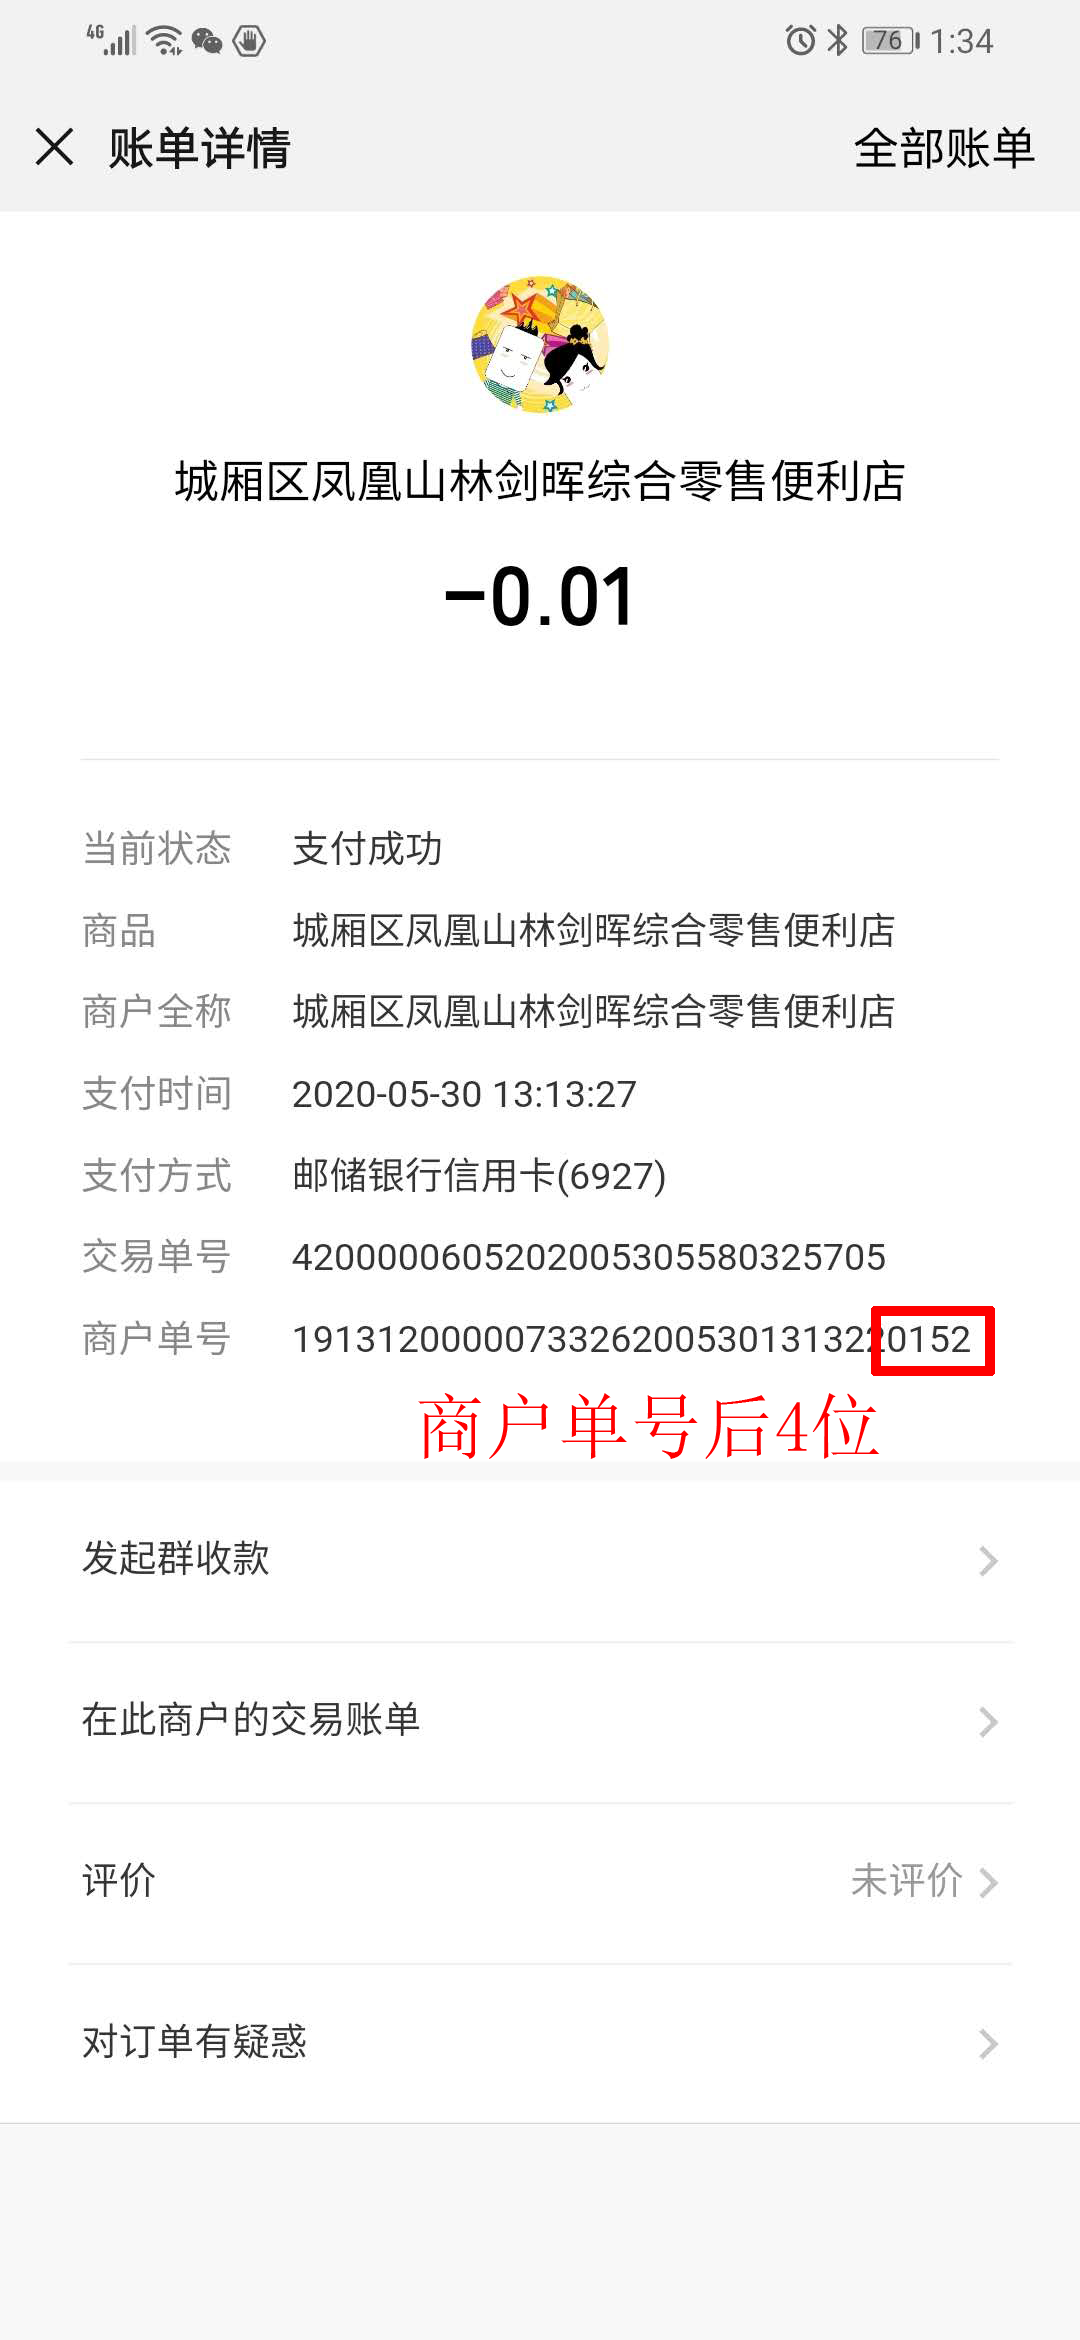 4G 76 1:34
账单详情 全部账单
城厢区凤凰山林剑晖综合零售便利店
-0.01
当前状态 支付成功
商品 城厢区凤凰山林剑晖综合零售便利店
商户全称 城厢区凤凰山林剑晖综合零售便利店
支付时间 2020-05-30 13:13:27
支付方式 邮储银行信用卡(6927)
交易单号 4200000605202005305580325705
商户单号 19131200000733262005301313220152
商户单号后4位
发起群收款
在此商户的交易账单
评价 未评价
对订单有疑惑